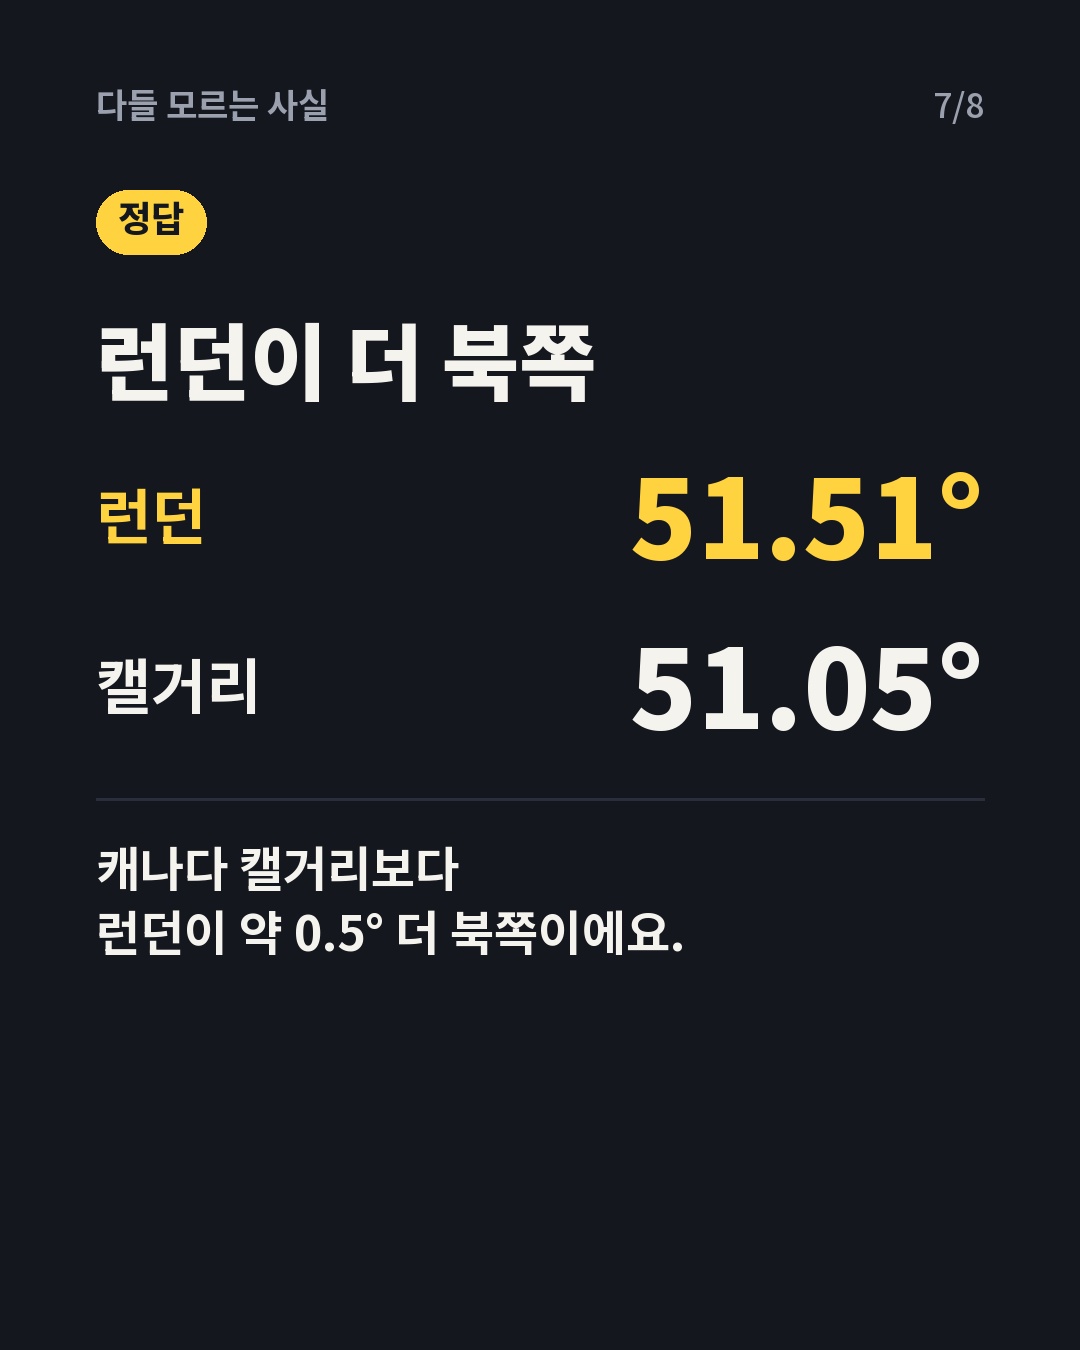 다들 모르는 사실
7/8
정답
런던이 더 북쪽
런던 51.51°
캘거리 51.05°
캐나다 캘거리보다
런던이 약 0.5° 더 북쪽이에요.